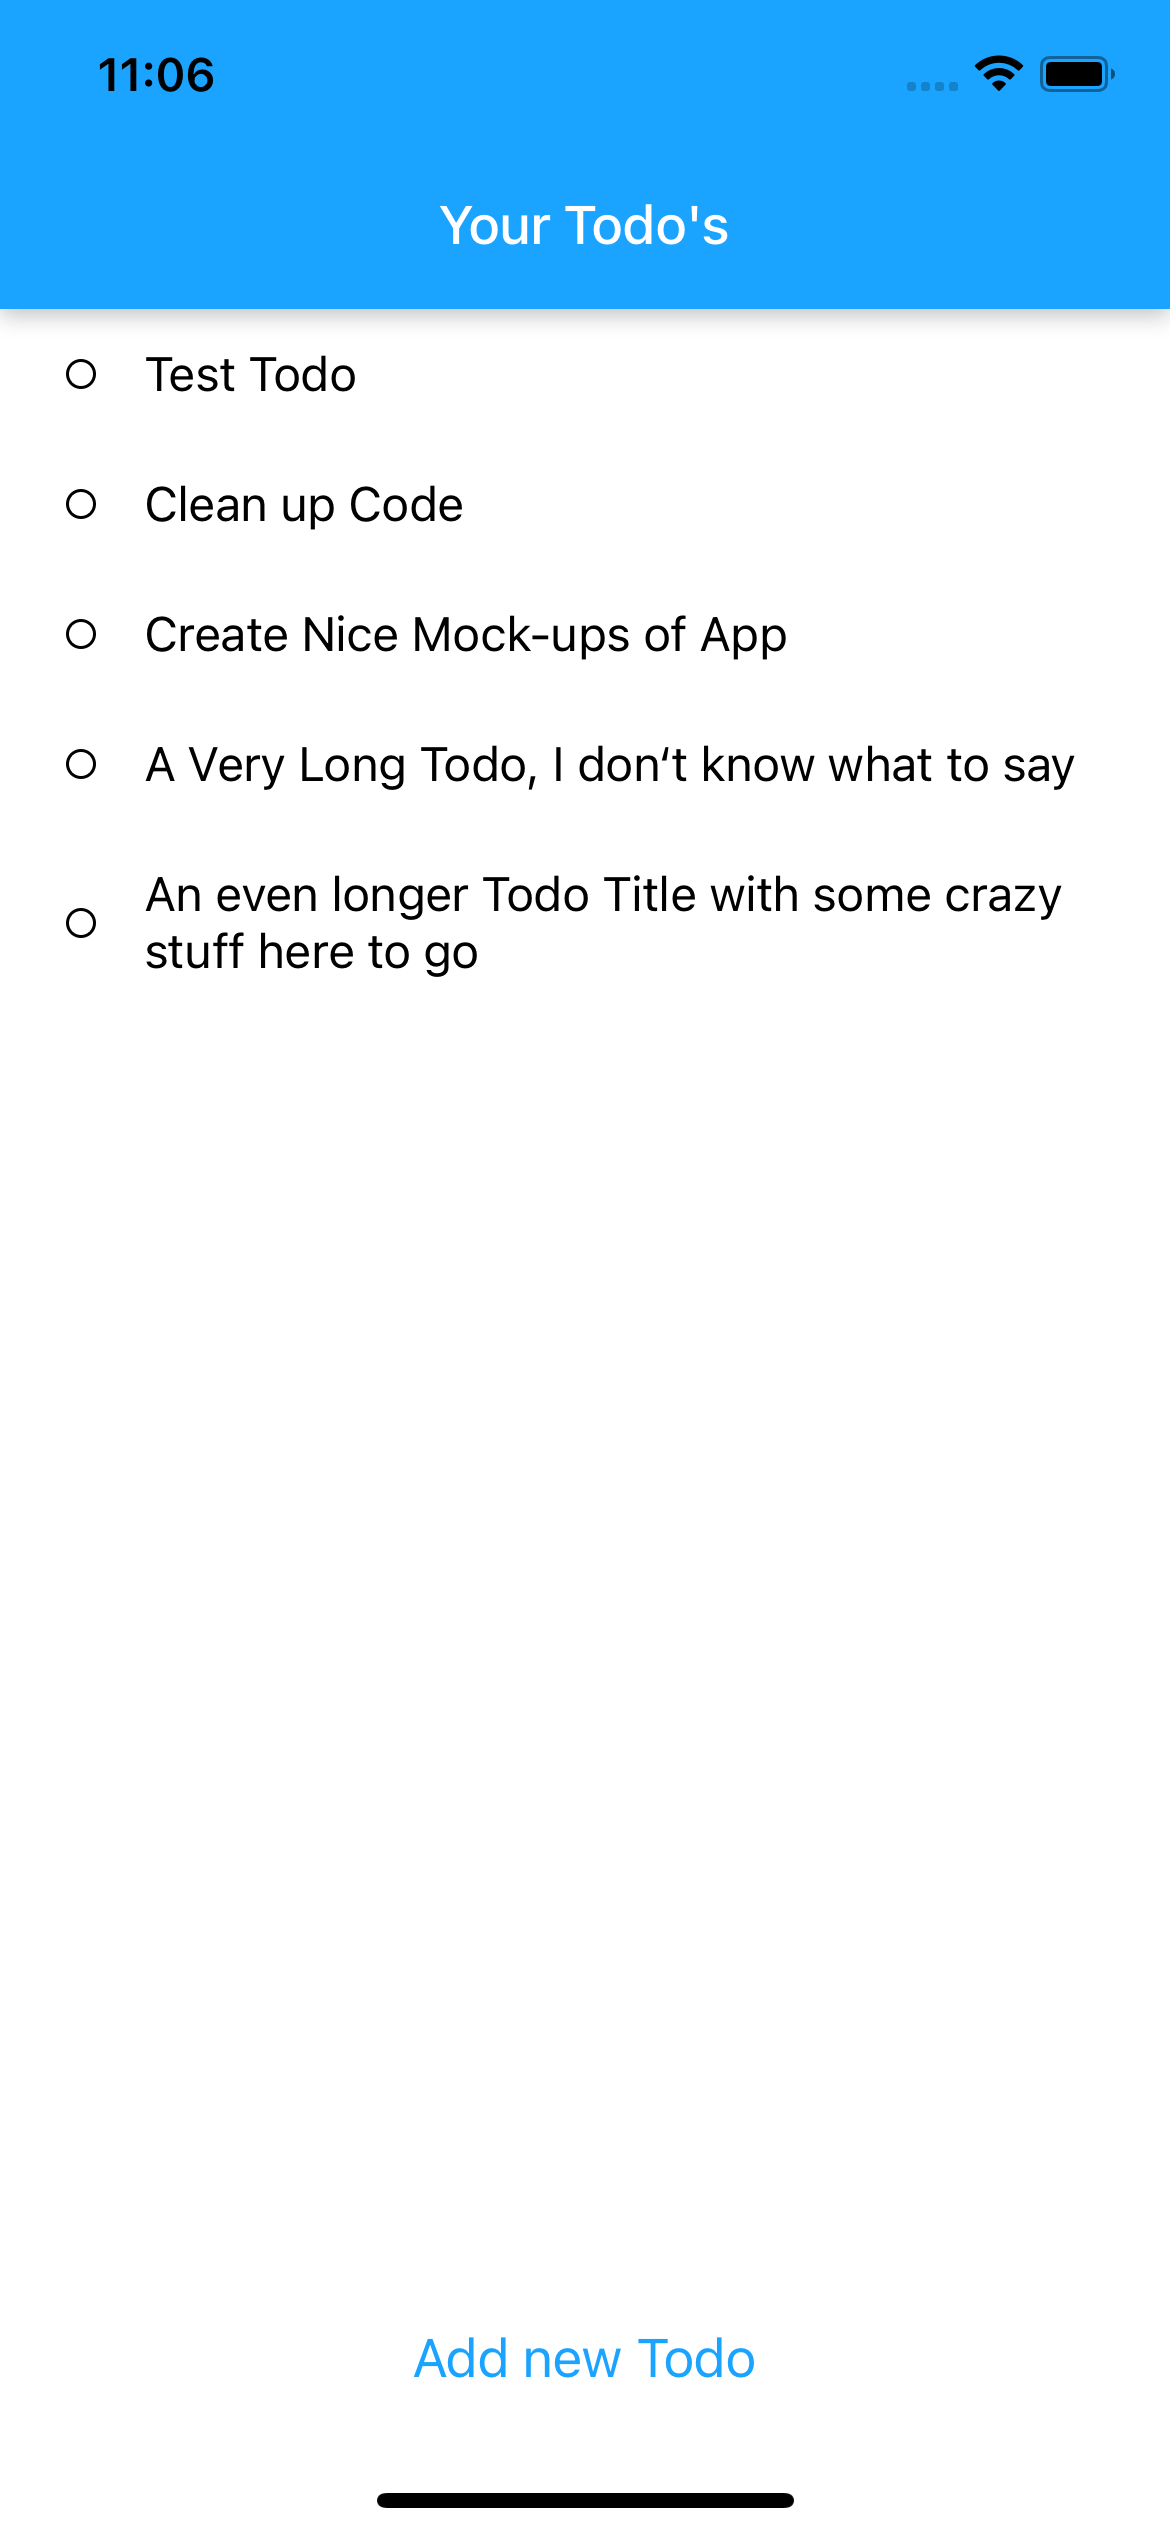 11:06
Your Todo's
Test Todo
Clean up Code
Create Nice Mock-ups of App
A Very Long Todo, I don‘t know what to say
An even longer Todo Title with some crazy
stuff here to go
Add new Todo